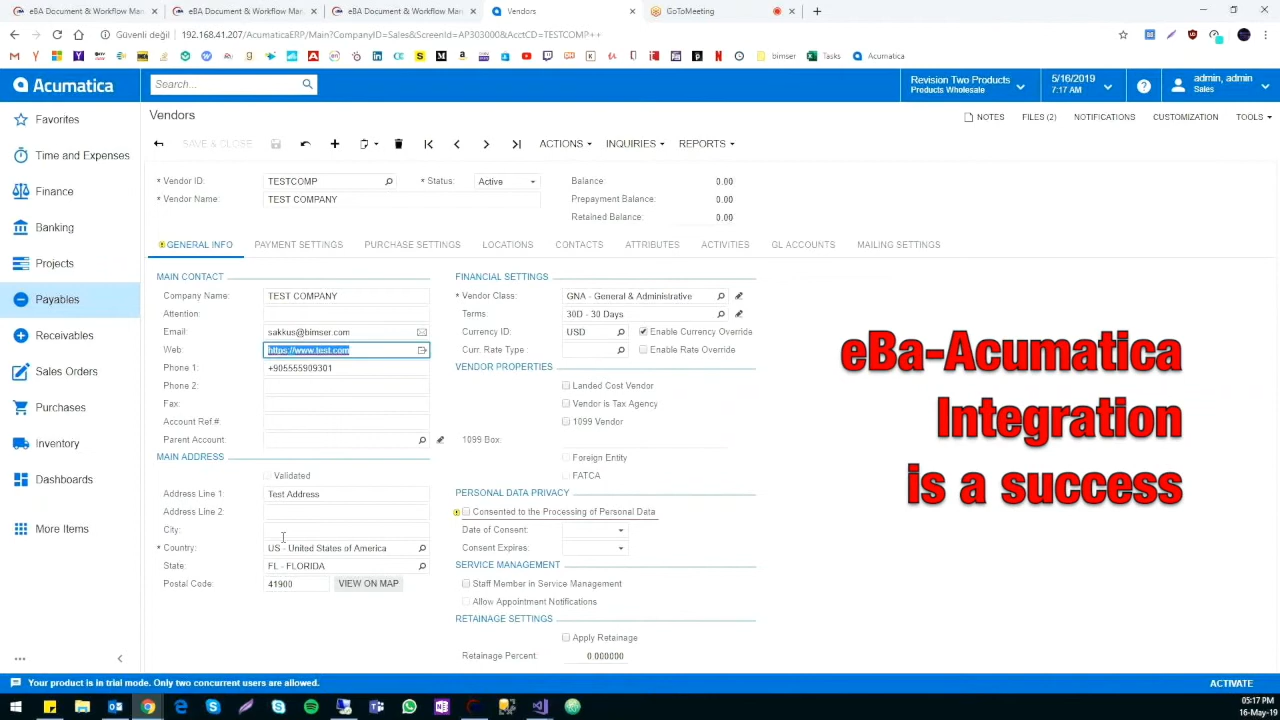 eBA Document & Workflow Man
eBA Document & Workflow Man
eBA Document & Workflow Man
Vendors
GoToMeeting
Güvenli değil
192.168.41.207/AcumaticaERP/Main?CompanyID=Sales&ScreenId=AP303000&AcctCD=TESTCOMP++
bimser
Tasks
Acumatica
Acumatica
Search...
Revision Two Products
Products Wholesale
5/16/2019
7:17 AM
admin, admin
Sales
Favorites
Time and Expenses
Finance
Banking
Projects
Payables
Receivables
Sales Orders
Purchases
Inventory
Dashboards
More Items
Vendors
NOTES
FILES (2)
NOTIFICATIONS
CUSTOMIZATION
TOOLS
SAVE & CLOSE
ACTIONS
INQUIRIES
REPORTS
* Vendor ID: TESTCOMP
* Status: Active
Balance: 0.00
* Vendor Name: TEST COMPANY
Prepayment Balance: 0.00
Retained Balance: 0.00
GENERAL INFO
PAYMENT SETTINGS
PURCHASE SETTINGS
LOCATIONS
CONTACTS
ATTRIBUTES
ACTIVITIES
GL ACCOUNTS
MAILING SETTINGS
MAIN CONTACT
Company Name: TEST COMPANY
Attention:
Email: sakkus@bimser.com
Web: https://www.test.com
Phone 1: +905555909301
Phone 2:
Fax:
Account Ref.#:
Parent Account:
MAIN ADDRESS
Validated
Address Line 1: Test Address
Address Line 2:
City:
* Country: US - United States of America
State: FL - FLORIDA
Postal Code: 41900 VIEW ON MAP
FINANCIAL SETTINGS
* Vendor Class: GNA - General & Administrative
Terms: 30D - 30 Days
Currency ID: USD Enable Currency Override
Curr. Rate Type : Enable Rate Override
VENDOR PROPERTIES
Landed Cost Vendor
Vendor is Tax Agency
1099 Vendor
1099 Box:
Foreign Entity
FATCA
PERSONAL DATA PRIVACY
Consented to the Processing of Personal Data
Date of Consent:
Consent Expires:
SERVICE MANAGEMENT
Staff Member in Service Management
Allow Appointment Notifications
RETAINAGE SETTINGS
Apply Retainage
Retainage Percent: 0.000000
eBa-Acumatica
Integration
is a success
Your product is in trial mode. Only two concurrent users are allowed.
ACTIVATE
05:17 PM
16-May-19